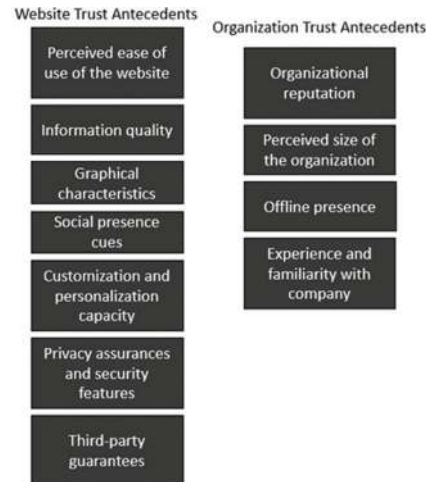 Website Trust Antecedents
Perceived ease of
use of the website
Information quality
Graphical
characteristics
Social presence
cues
Customization and
personalization
capacity
Privacy assurances
and security
features
Third-party
guarantees
Organization Trust Antecedents
Organizational
reputation
Perceived size of
the organization
Offline presence
Experience and
familiarity with
company